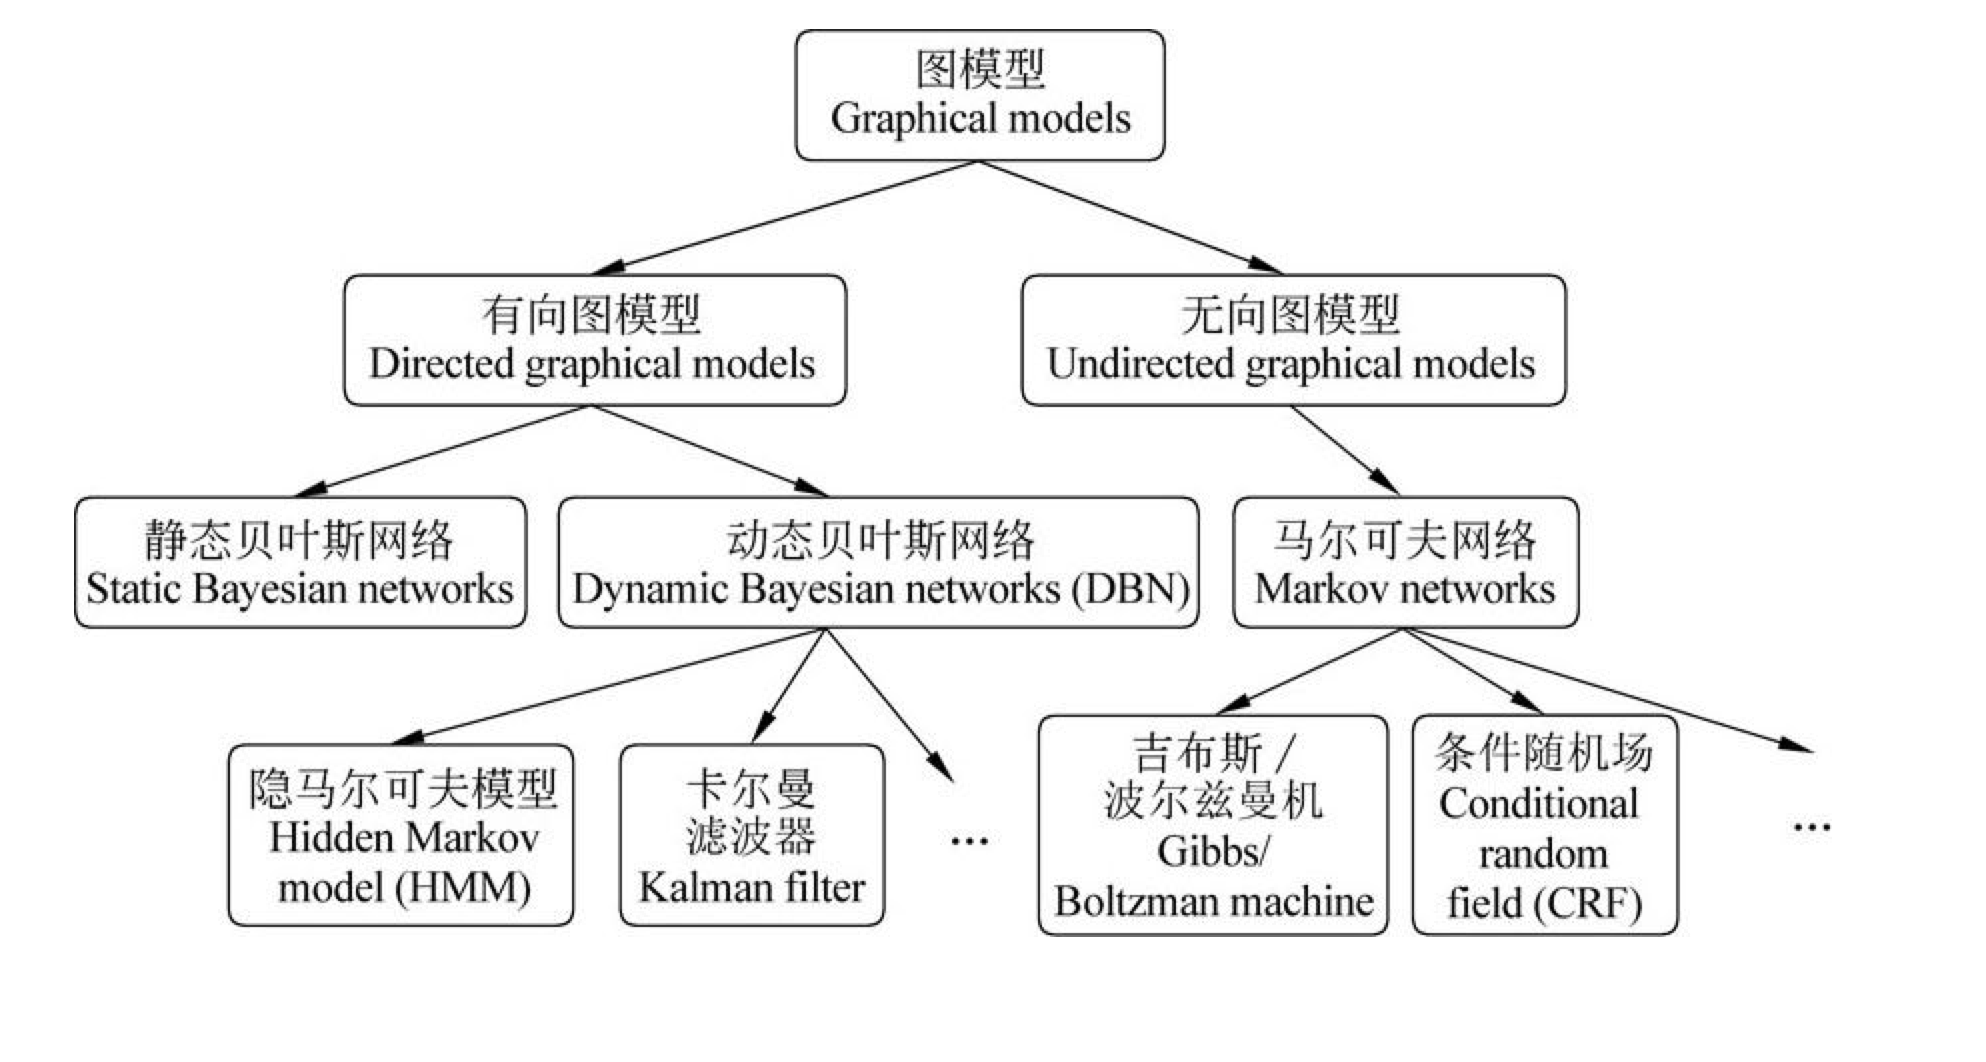 图模型
Graphical models
有向图模型
Directed graphical models
无向图模型
Undirected graphical models
静态贝叶斯网络
Static Bayesian networks
动态贝叶斯网络
Dynamic Bayesian networks (DBN)
马尔可夫网络
Markov networks
隐马尔可夫模型
Hidden Markov
model (HMM)
卡尔曼
滤波器
Kalman filter
...
吉布斯 /
波尔兹曼机
Gibbs/
Boltzman machine
条件随机场
Conditional
random
field (CRF)
...